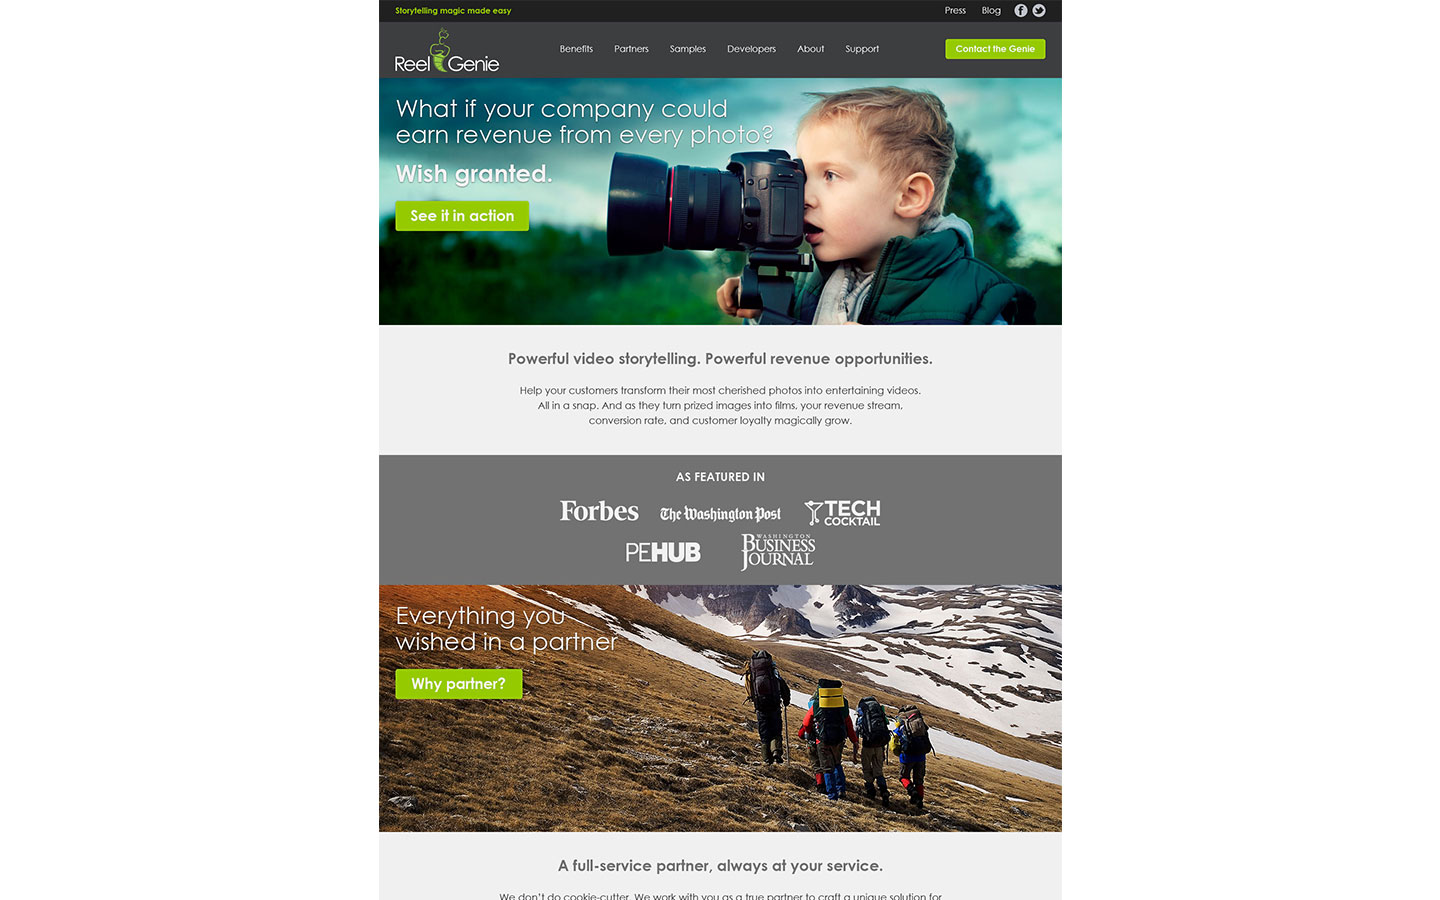 Storytelling magic made easy
Press Blog
Reel Genie
Benefits Partners Samples Developers About Support
Contact the Genie
What if your company could
earn revenue from every photo?
Wish granted.
See it in action
Powerful video storytelling. Powerful revenue opportunities.
Help your customers transform their most cherished photos into entertaining videos.
All in a snap. And as they turn prized images into films, your revenue stream,
conversion rate, and customer loyalty magically grow.
AS FEATURED IN
Forbes The Washington Post TECH COCKTAIL
PEHUB WASHINGTON BUSINESS JOURNAL
Everything you
wished in a partner
Why partner?
A full-service partner, always at your service.
We don't do cookie-cutter. We work with you as a true partner to craft a unique solution for